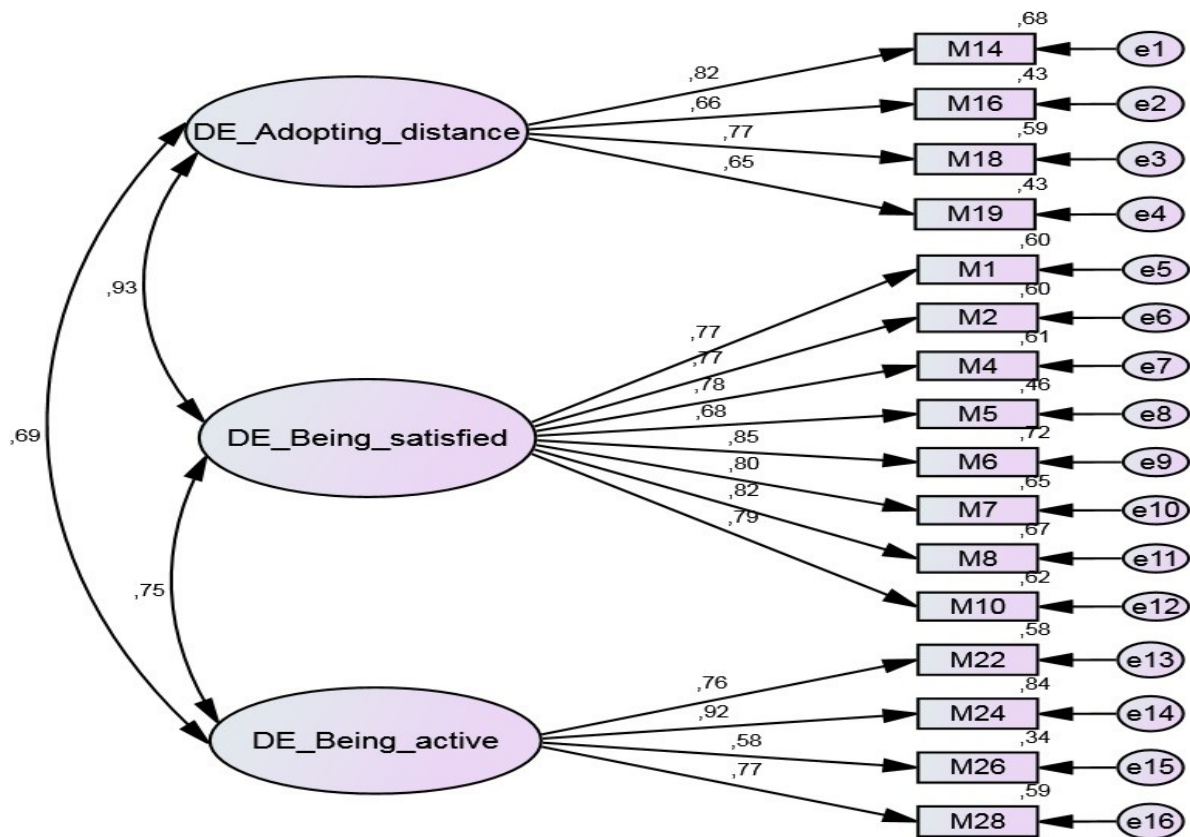 ,68
M14
e1
,82
,43
M16
e2
,66
,59
M18
e3
,77
,43
M19
e4
,65
DE_Adopting_distance
,60
M1
e5
,77
,60
M2
e6
,77
,61
M4
e7
,78
,46
M5
e8
,68
,72
M6
e9
,85
,65
M7
e10
,80
,67
M8
e11
,82
,62
M10
e12
,79
DE_Being_satisfied
,93
,69
,75
,58
M22
e13
,76
,84
M24
e14
,92
,34
M26
e15
,58
,59
M28
e16
,77
DE_Being_active